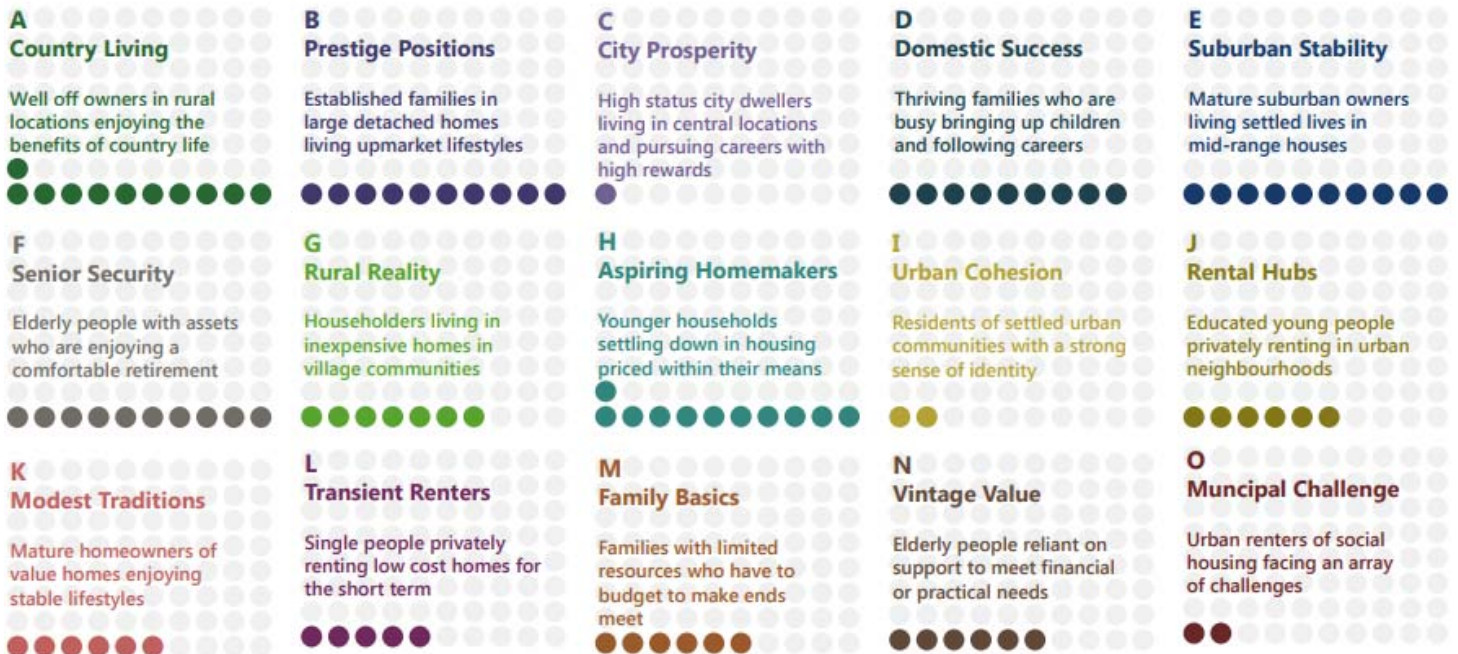 A
Country Living
Well off owners in rural
locations enjoying the
benefits of country life
B
Prestige Positions
Established families in
large detached homes
living upmarket lifestyles
C
City Prosperity
High status city dwellers
living in central locations
and pursuing careers with
high rewards
D
Domestic Success
Thriving families who are
busy bringing up children
and following careers
E
Suburban Stability
Mature suburban owners
living settled lives in
mid-range houses
F
Senior Security
Elderly people with assets
who are enjoying a
comfortable retirement
G
Rural Reality
Householders living in
inexpensive homes in
village communities
H
Aspiring Homemakers
Younger households
settling down in housing
priced within their means
I
Urban Cohesion
Residents of settled urban
communities with a strong
sense of identity
J
Rental Hubs
Educated young people
privately renting in urban
neighbourhoods
K
Modest Traditions
Mature homeowners of
value homes enjoying
stable lifestyles
L
Transient Renters
Single people privately
renting low cost homes for
the short term
M
Family Basics
Families with limited
resources who have to
budget to make ends
meet
N
Vintage Value
Elderly people reliant on
support to meet financial
or practical needs
O
Muncipal Challenge
Urban renters of social
housing facing an array
of challenges